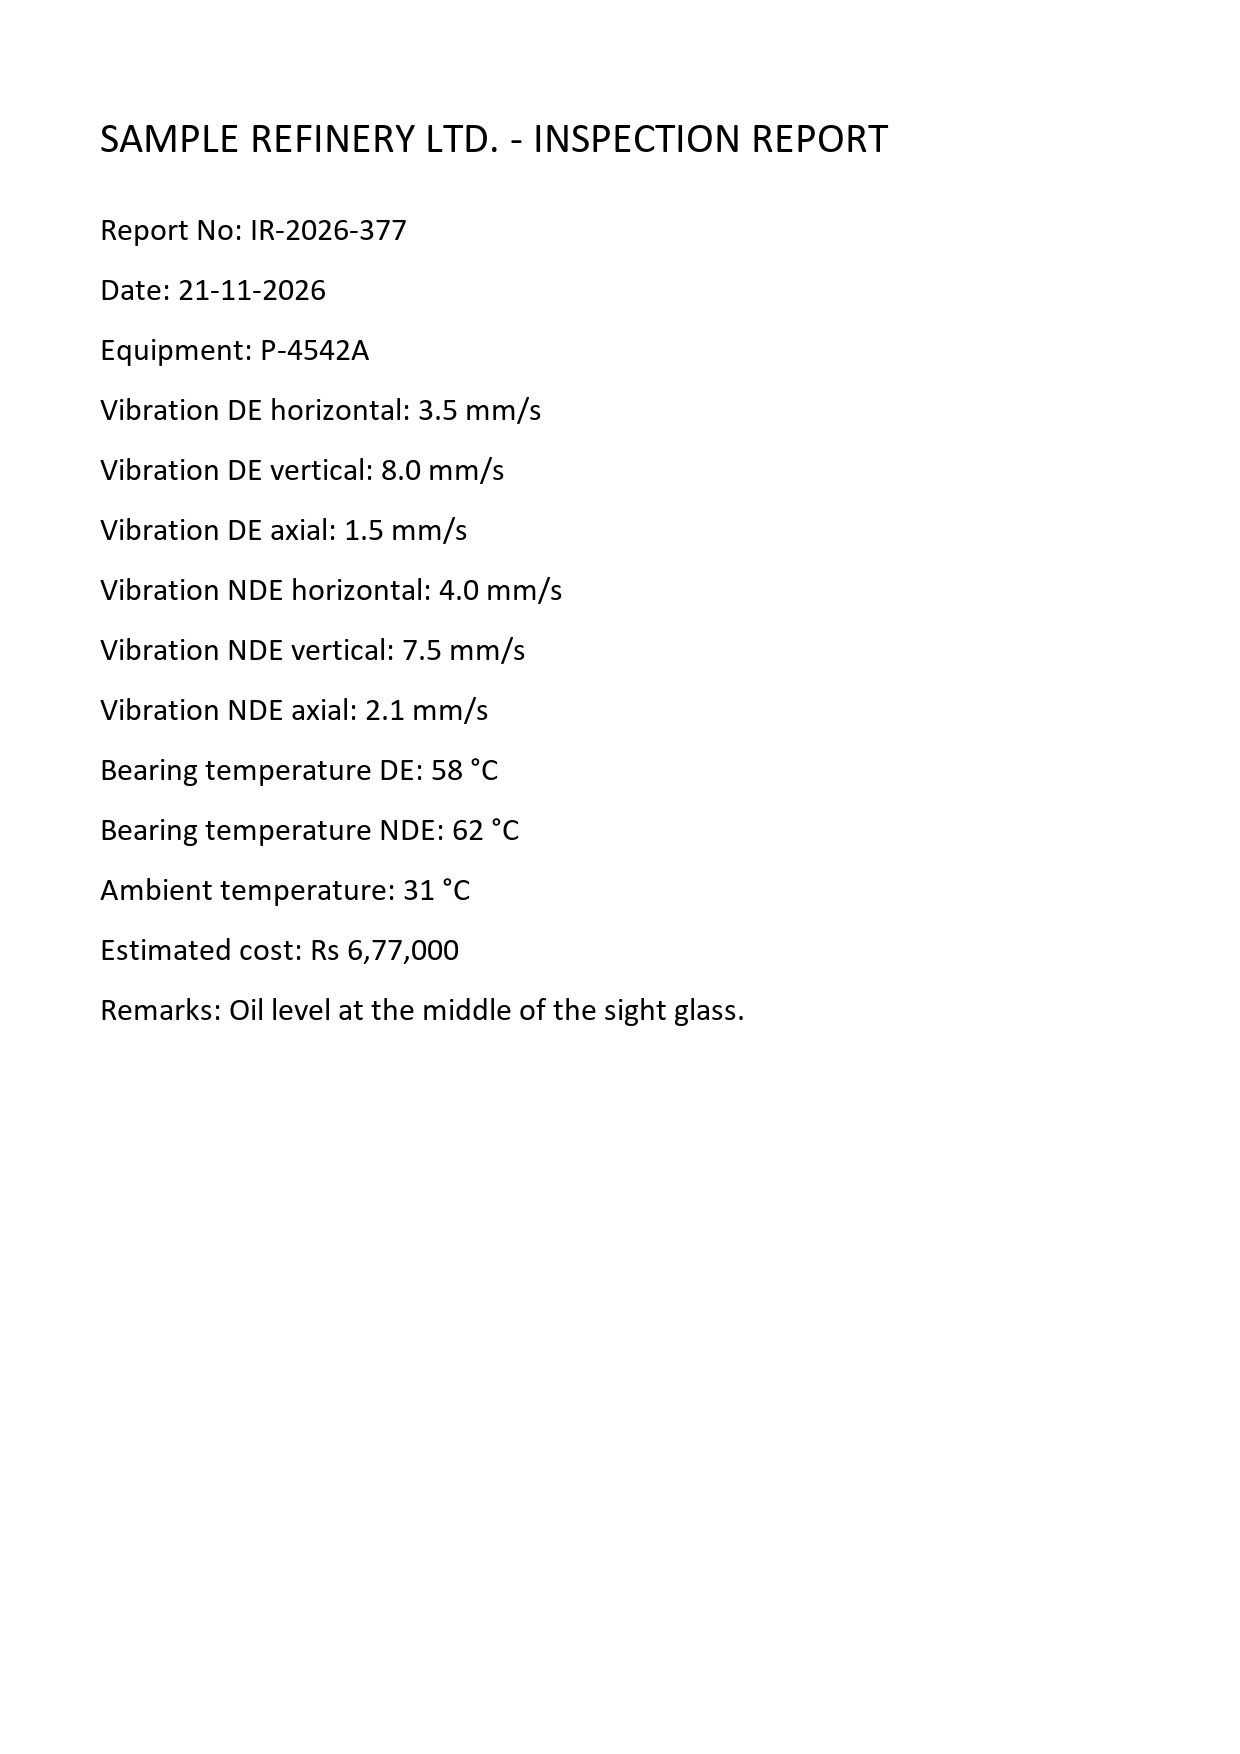 SAMPLE REFINERY LTD. - INSPECTION REPORT
Report No: IR-2026-377
Date: 21-11-2026
Equipment: P-4542A
Vibration DE horizontal: 3.5 mm/s
Vibration DE vertical: 8.0 mm/s
Vibration DE axial: 1.5 mm/s
Vibration NDE horizontal: 4.0 mm/s
Vibration NDE vertical: 7.5 mm/s
Vibration NDE axial: 2.1 mm/s
Bearing temperature DE: 58 °C
Bearing temperature NDE: 62 °C
Ambient temperature: 31 °C
Estimated cost: Rs 6,77,000
Remarks: Oil level at the middle of the sight glass.